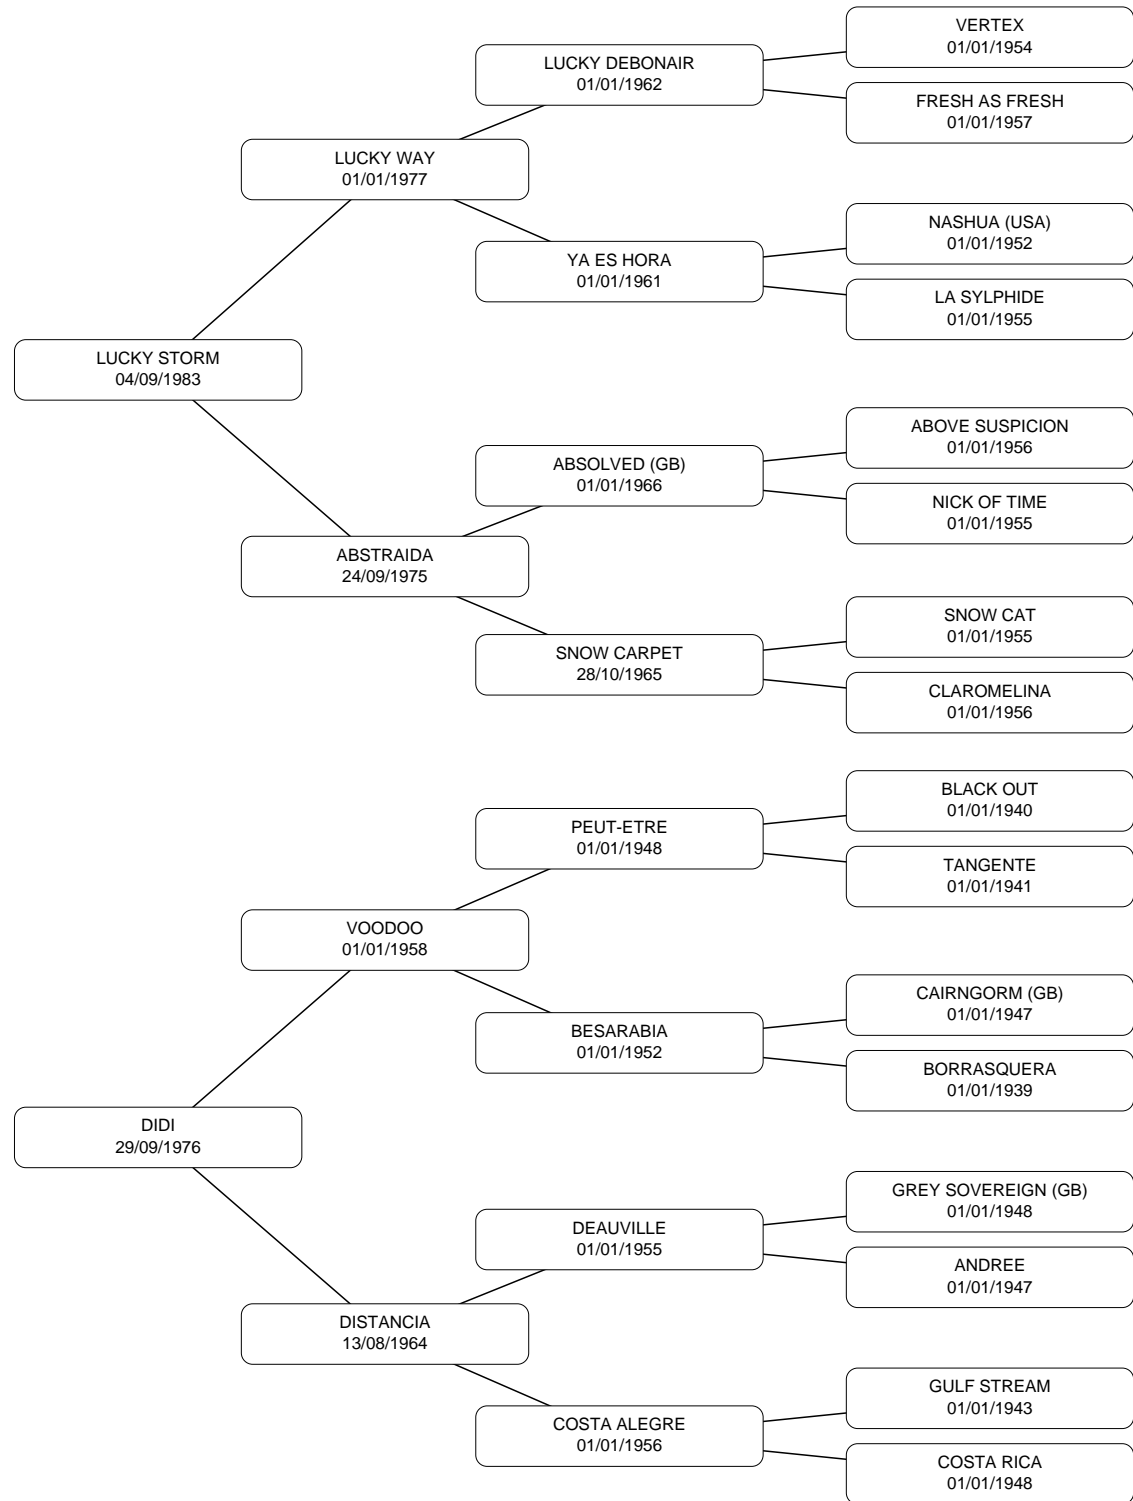 VERTEX
01/01/1954
LUCKY DEBONAIR
01/01/1962
FRESH AS FRESH
01/01/1957
LUCKY WAY
01/01/1977
NASHUA (USA)
01/01/1952
YA ES HORA
01/01/1961
LA SYLPHIDE
01/01/1955
LUCKY STORM
04/09/1983
ABOVE SUSPICION
01/01/1956
ABSOLVED (GB)
01/01/1966
NICK OF TIME
01/01/1955
ABSTRAIDA
24/09/1975
SNOW CAT
01/01/1955
SNOW CARPET
28/10/1965
CLAROMELINA
01/01/1956
BLACK OUT
01/01/1940
PEUT-ETRE
01/01/1948
TANGENTE
01/01/1941
VOODOO
01/01/1958
CAIRNGORM (GB)
01/01/1947
BESARABIA
01/01/1952
BORRASQUERA
01/01/1939
DIDI
29/09/1976
GREY SOVEREIGN (GB)
01/01/1948
DEAUVILLE
01/01/1955
ANDREE
01/01/1947
DISTANCIA
13/08/1964
GULF STREAM
01/01/1943
COSTA ALEGRE
01/01/1956
COSTA RICA
01/01/1948